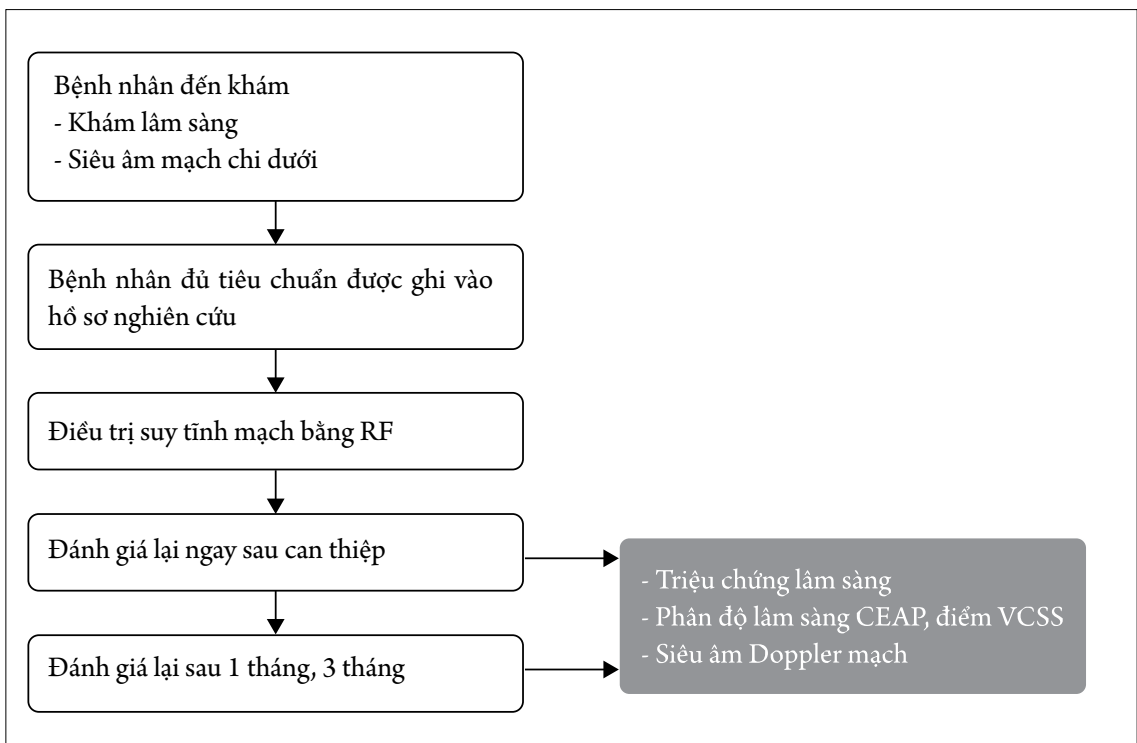 Bệnh nhân đến khám
- Khám lâm sàng
- Siêu âm mạch chi dưới
Bệnh nhân đủ tiêu chuẩn được ghi vào
hồ sơ nghiên cứu
Điều trị suy tĩnh mạch bằng RF
Đánh giá lại ngay sau can thiệp
Đánh giá lại sau 1 tháng, 3 tháng
- Triệu chứng lâm sàng
- Phân độ lâm sàng CEAP, điểm VCSS
- Siêu âm Doppler mạch